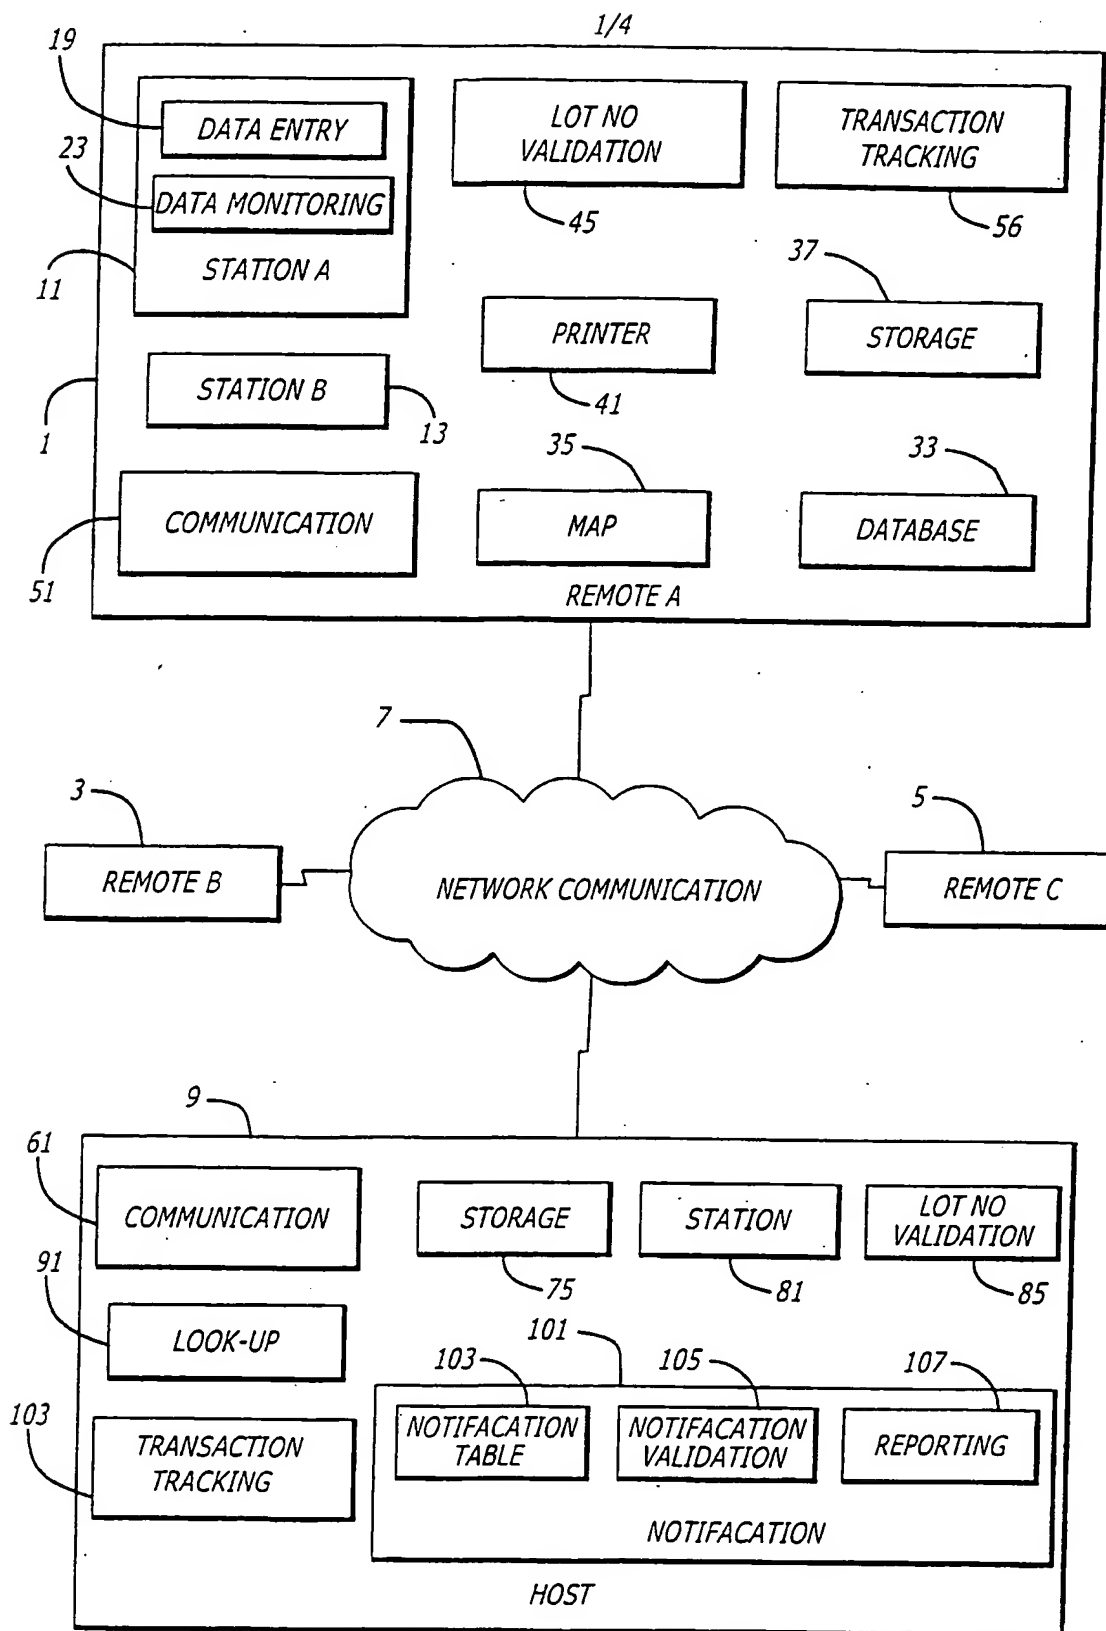 1/4
19
DATA ENTRY
23
DATA MONITORING
STATION A
11
LOT NO
VALIDATION
45
TRANSACTION
TRACKING
56
37
PRINTER
41
STORAGE
STATION B
13
1
35
33
COMMUNICATION
51
MAP
DATABASE
REMOTE A
7
3
5
REMOTE B
NETWORK COMMUNICATION
REMOTE C
9
61
COMMUNICATION
STORAGE
75
STATION
81
LOT NO
VALIDATION
85
91
LOOK-UP
101
103
105
107
103
TRANSACTION
TRACKING
NOTIFACATION
TABLE
NOTIFACATION
VALIDATION
REPORTING
NOTIFACATION
HOST